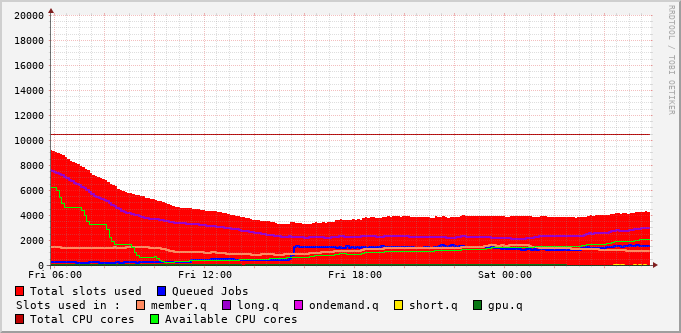 RRDTOOL / TOBI OETIKER
20000
18000
16000
14000
12000
10000
8000
6000
4000
2000
0
Fri 06:00 Fri 12:00 Fri 18:00 Sat 00:00
Total slots used Queued Jobs
Slots used in : member.q long.q ondemand.q short.q gpu.q
Total CPU cores Available CPU cores